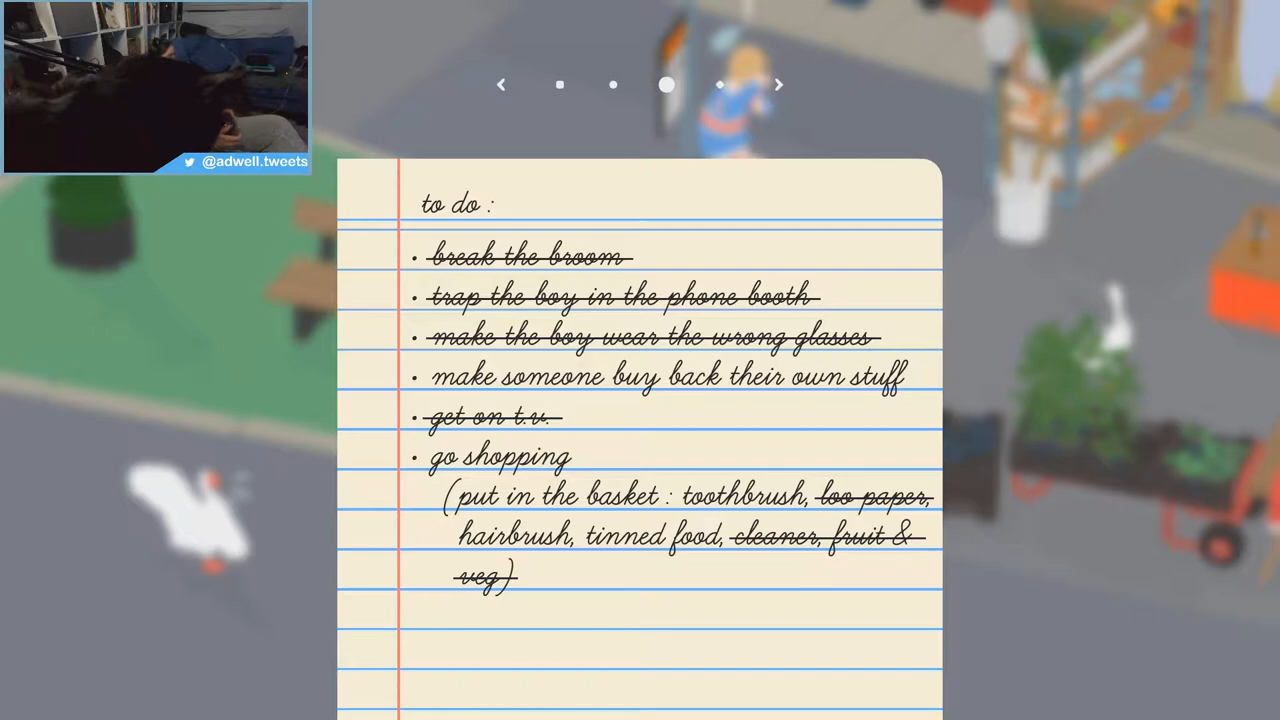 @adwell.tweets
to do :
• break the broom
• trap the boy in the phone booth
• make the boy wear the wrong glasses
• make someone buy back their own stuff
• get on t.v.
• go shopping
(put in the basket : toothbrush, loo paper,
hairbrush, tinned food, cleaner, fruit &
veg)